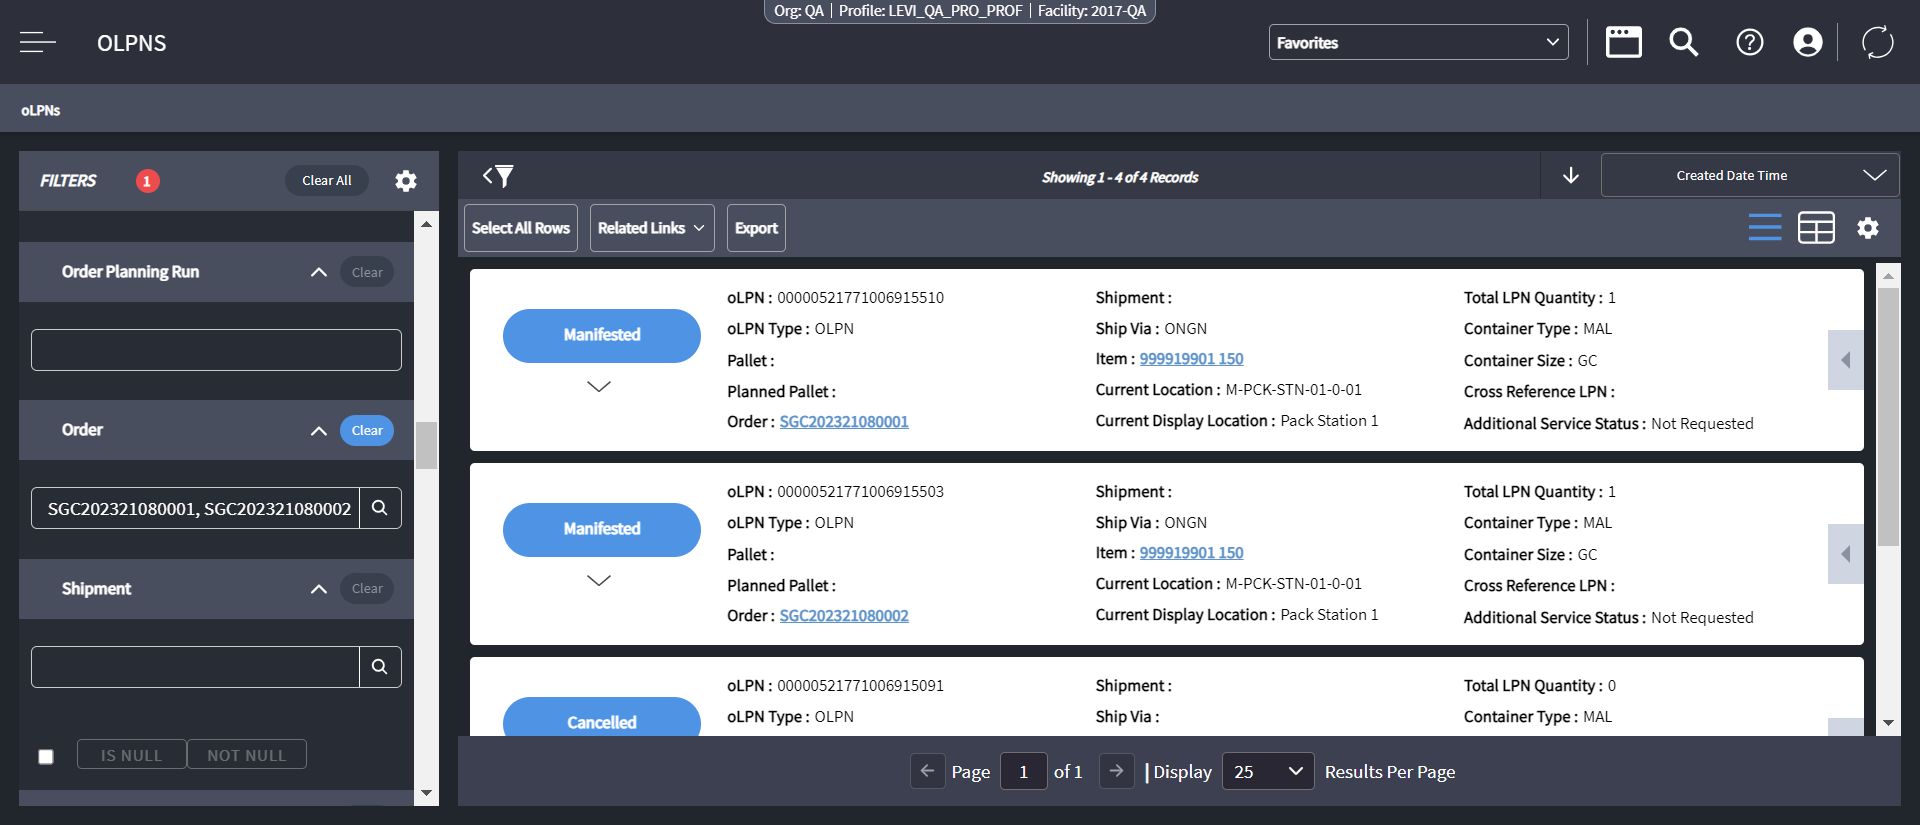 Org: QA | Profile: LEVI_QA_PRO_PROF | Facility: 2017-QA
OLPNS
Favorites
oLPNs
FILTERS
1
Clear All
Order Planning Run
Clear
Order
Clear
SGC202321080001, SGC202321080002
Shipment
Clear
IS NULL
NOT NULL
Showing 1 - 4 of 4 Records
Created Date Time
Select All Rows
Related Links
Export
Manifested
oLPN : 00000521771006915510
oLPN Type : OLPN
Pallet :
Planned Pallet :
Order : SGC202321080001
Shipment :
Ship Via : ONGN
Item : 999919901 150
Current Location : M-PCK-STN-01-0-01
Current Display Location : Pack Station 1
Total LPN Quantity : 1
Container Type : MAL
Container Size : GC
Cross Reference LPN :
Additional Service Status : Not Requested
Manifested
oLPN : 00000521771006915503
oLPN Type : OLPN
Pallet :
Planned Pallet :
Order : SGC202321080002
Shipment :
Ship Via : ONGN
Item : 999919901 150
Current Location : M-PCK-STN-01-0-01
Current Display Location : Pack Station 1
Total LPN Quantity : 1
Container Type : MAL
Container Size : GC
Cross Reference LPN :
Additional Service Status : Not Requested
Cancelled
oLPN : 00000521771006915091
oLPN Type : OLPN
Shipment :
Ship Via :
Total LPN Quantity : 0
Container Type : MAL
Page 1 of 1 | Display 25 Results Per Page